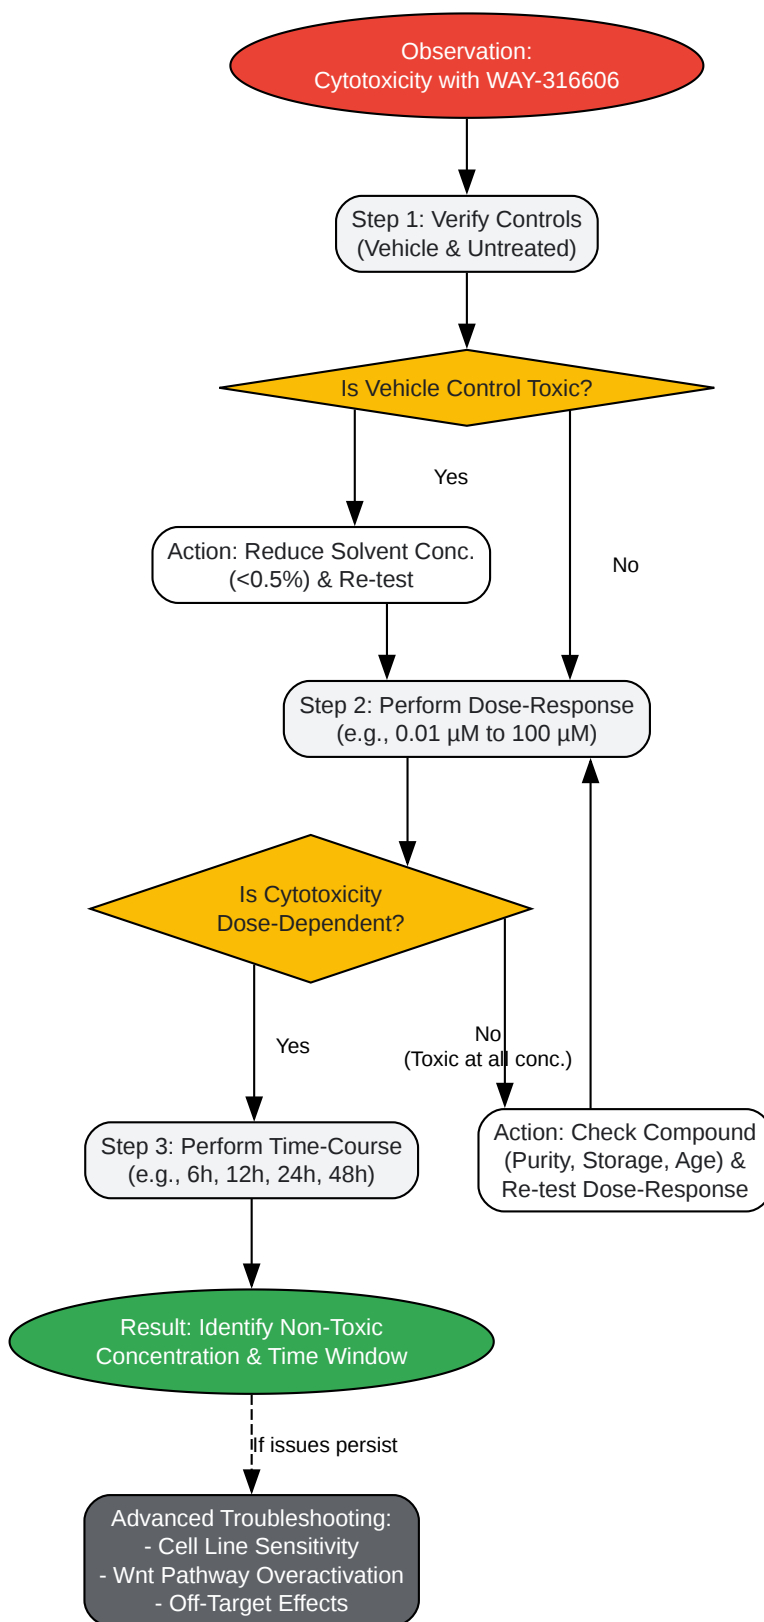 Observation:
Cytotoxicity with WAY-316606
Step 1: Verify Controls
(Vehicle & Untreated)
Is Vehicle Control Toxic?
Yes
Action: Reduce Solvent Conc.
(<0.5%) & Re-test
No
Step 2: Perform Dose-Response
(e.g., 0.01 µM to 100 µM)
Is Cytotoxicity
Dose-Dependent?
Yes
No
(Toxic at all conc.)
Step 3: Perform Time-Course
(e.g., 6h, 12h, 24h, 48h)
Action: Check Compound
(Purity, Storage, Age) &
Re-test Dose-Response
Result: Identify Non-Toxic
Concentration & Time Window
If issues persist
Advanced Troubleshooting:
- Cell Line Sensitivity
- Wnt Pathway Overactivation
- Off-Target Effects